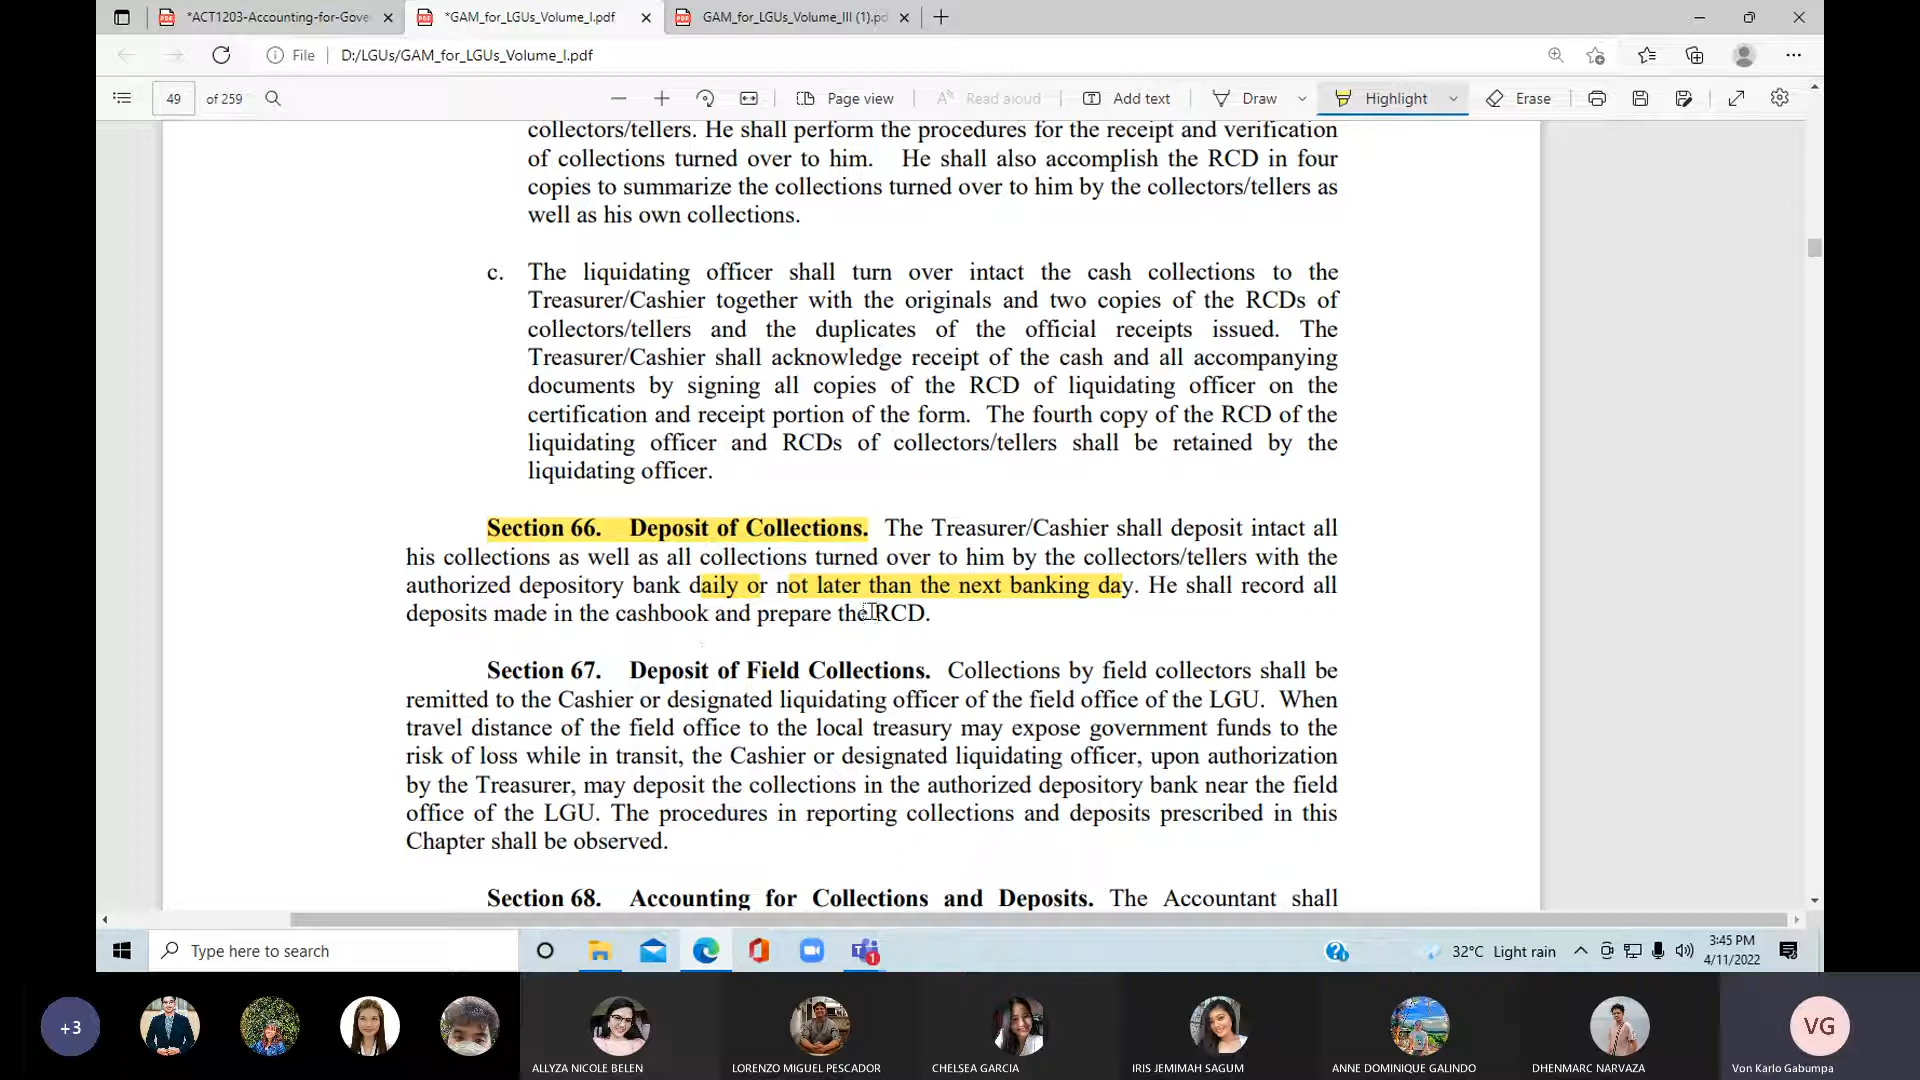 *ACT1203-Accounting-for-Gove
*GAM_for_LGUs_Volume_I.pdf
GAM_for_LGUs_Volume_III (1).pd
File
D:/LGUs/GAM_for_LGUs_Volume_I.pdf
49 of 259
Page view
Read aloud
Add text
Draw
Highlight
Erase
collectors/tellers. He shall perform the procedures for the receipt and verification
of collections turned over to him. He shall also accomplish the RCD in four
copies to summarize the collections turned over to him by the collectors/tellers as
well as his own collections.
c. The liquidating officer shall turn over intact the cash collections to the
Treasurer/Cashier together with the originals and two copies of the RCDs of
collectors/tellers and the duplicates of the official receipts issued. The
Treasurer/Cashier shall acknowledge receipt of the cash and all accompanying
documents by signing all copies of the RCD of liquidating officer on the
certification and receipt portion of the form. The fourth copy of the RCD of the
liquidating officer and RCDs of collectors/tellers shall be retained by the
liquidating officer.
Section 66. Deposit of Collections. The Treasurer/Cashier shall deposit intact all
his collections as well as all collections turned over to him by the collectors/tellers with the
authorized depository bank daily or not later than the next banking day. He shall record all
deposits made in the cashbook and prepare the RCD.
Section 67. Deposit of Field Collections. Collections by field collectors shall be
remitted to the Cashier or designated liquidating officer of the field office of the LGU. When
travel distance of the field office to the local treasury may expose government funds to the
risk of loss while in transit, the Cashier or designated liquidating officer, upon authorization
by the Treasurer, may deposit the collections in the authorized depository bank near the field
office of the LGU. The procedures in reporting collections and deposits prescribed in this
Chapter shall be observed.
Section 68. Accounting for Collections and Deposits. The Accountant shall
Type here to search
1
32°C Light rain
3:45 PM
4/11/2022
+3
VG
ALLYZA NICOLE BELEN
LORENZO MIGUEL PESCADOR
CHELSEA GARCIA
IRIS JEMIMAH SAGUM
ANNE DOMINIQUE GALINDO
DHENMARC NARVAZA
Von Karlo Gabumpa